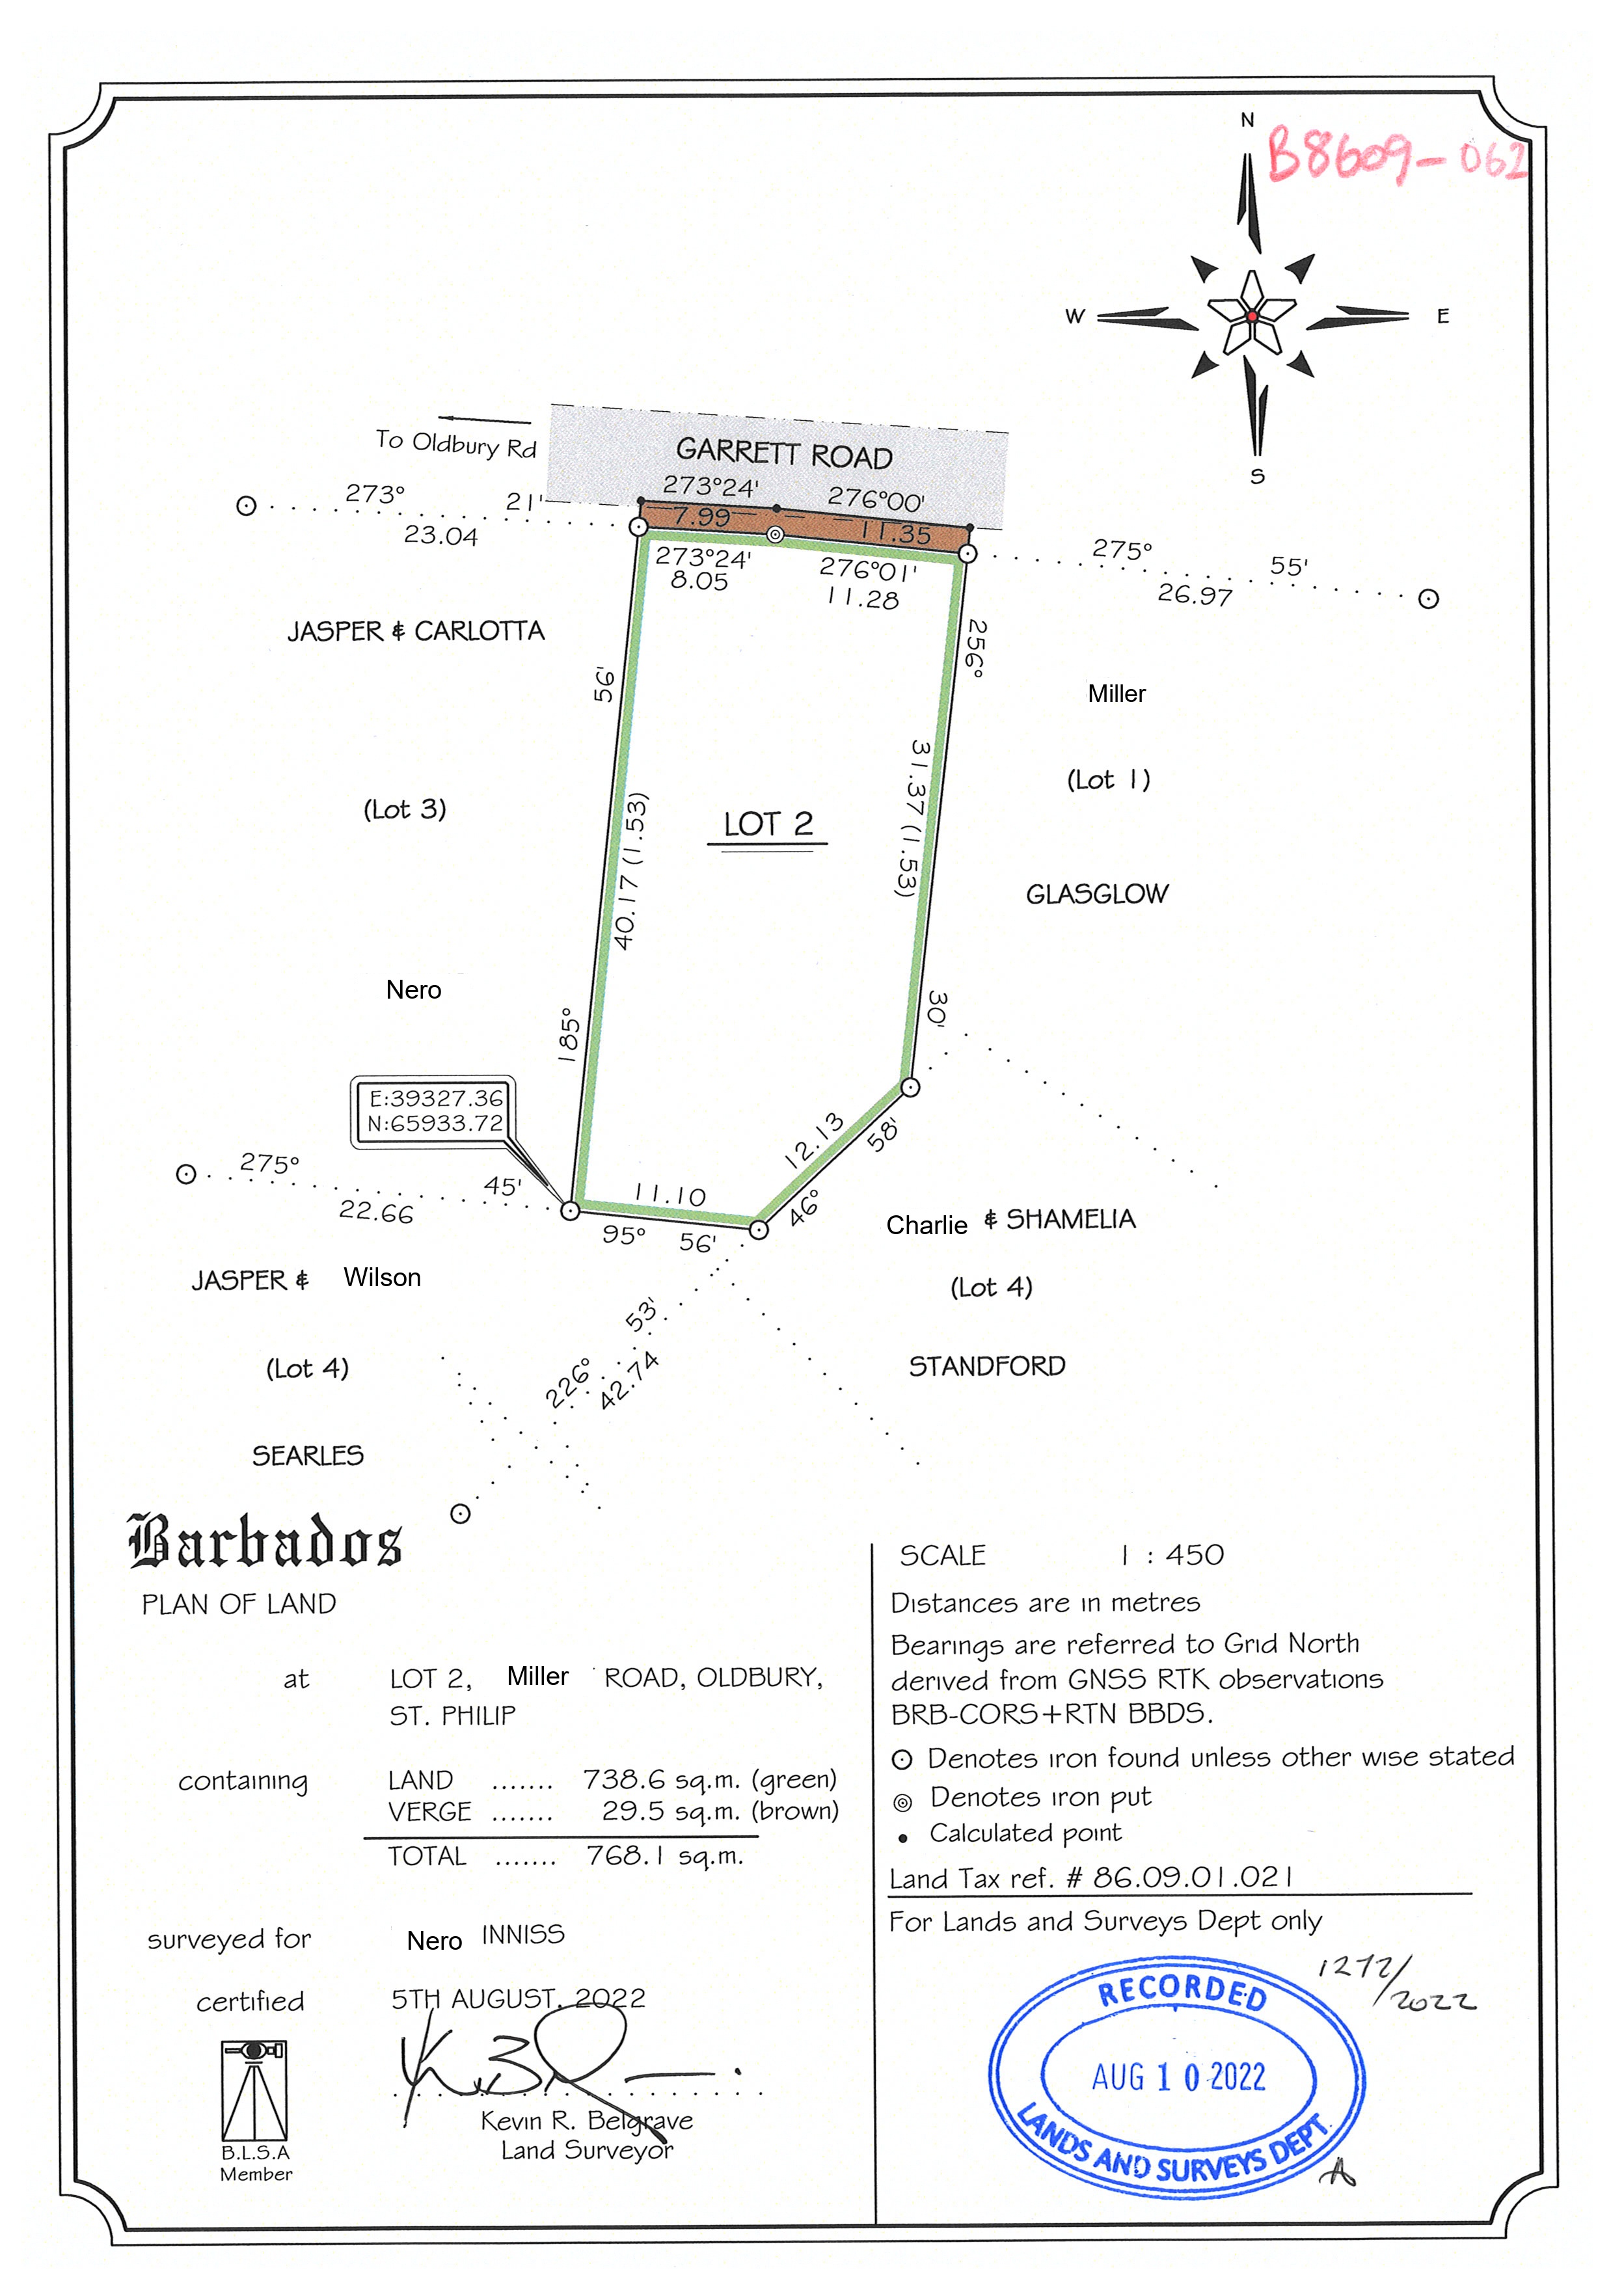 N
B8609-062
W
E
S
To Oldbury Rd
GARRETT ROAD
273°24'
276°00'
273°
21'
23.04
7.99
11.35
273°24'
8.05
276°01'
11.28
275°
55'
26.97
JASPER & CARLOTTA
256°
56'
Miller
31.37 (1.53)
(Lot 1)
(Lot 3)
LOT 2
40.17 (1.53)
GLASGLOW
Nero
30'
185°
E:39327.36
N:65933.72
12.13
58'
275°
45'
22.66
11.10
95°
56'
46°
Charlie & SHAMELIA
JASPER & Wilson
(Lot 4)
53'
STANDFORD
(Lot 4)
226°
42.74
SEARLES
Barbados
PLAN OF LAND
at LOT 2, Miller ROAD, OLDBURY,
ST. PHILIP
containing LAND ....... 738.6 sq.m. (green)
VERGE ....... 29.5 sq.m. (brown)
TOTAL ....... 768.1 sq.m.
surveyed for Nero INNISS
certified 5TH AUGUST, 2022
Kevin R. Belgrave
Land Surveyor
B.L.S.A
Member
SCALE 1 : 450
Distances are in metres
Bearings are referred to Grid North
derived from GNSS RTK observations
BRB-CORS+RTN BBDS.
Denotes iron found unless other wise stated
Denotes iron put
Calculated point
Land Tax ref. # 86.09.01.021
For Lands and Surveys Dept only
1272/2022
RECORDED
AUG 10 2022
LANDS AND SURVEYS DEPT.